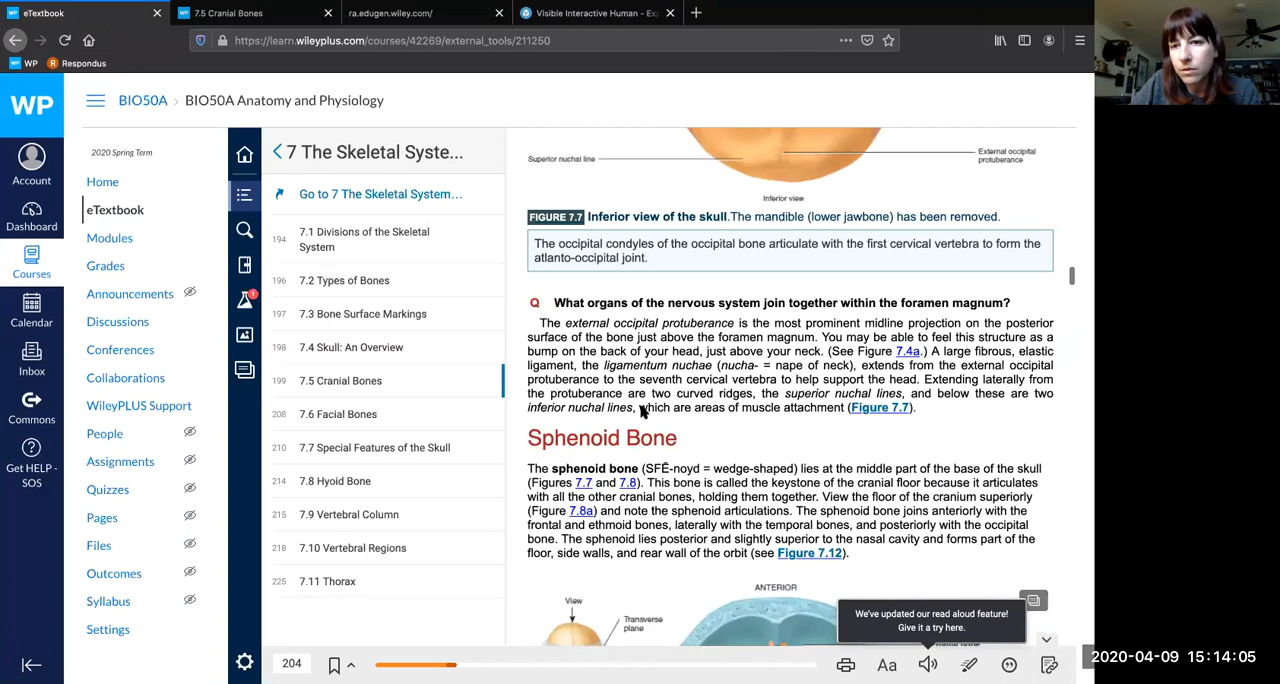 eTextbook
7.5 Cranial Bones
ra.edugen.wiley.com/
Visible Interactive Human - Exp
https://learn.wileyplus.com/courses/42269/external_tools/211250
WP
Respondus
WP
BIO50A > BIO50A Anatomy and Physiology
2020 Spring Term
Home
eTextbook
Modules
Grades
Announcements
Discussions
Conferences
Collaborations
WileyPLUS Support
People
Assignments
Quizzes
Pages
Files
Outcomes
Syllabus
Settings
Account
Dashboard
Courses
Calendar
Inbox
Commons
Get HELP -
SOS
7 The Skeletal Syste...
Go to 7 The Skeletal System...
194 7.1 Divisions of the Skeletal
System
196 7.2 Types of Bones
197 7.3 Bone Surface Markings
198 7.4 Skull: An Overview
199 7.5 Cranial Bones
208 7.6 Facial Bones
210 7.7 Special Features of the Skull
214 7.8 Hyoid Bone
215 7.9 Vertebral Column
218 7.10 Vertebral Regions
225 7.11 Thorax
Superior nuchal line
External occipital
protuberance
Inferior view
FIGURE 7.7 Inferior view of the skull.The mandible (lower jawbone) has been removed.
The occipital condyles of the occipital bone articulate with the first cervical vertebra to form the
atlanto-occipital joint.
Q What organs of the nervous system join together within the foramen magnum?
The external occipital protuberance is the most prominent midline projection on the posterior
surface of the bone just above the foramen magnum. You may be able to feel this structure as a
bump on the back of your head, just above your neck. (See Figure 7.4a.) A large fibrous, elastic
ligament, the ligamentum nuchae (nucha- = nape of neck), extends from the external occipital
protuberance to the seventh cervical vertebra to help support the head. Extending laterally from
the protuberance are two curved ridges, the superior nuchal lines, and below these are two
inferior nuchal lines, which are areas of muscle attachment (Figure 7.7).
Sphenoid Bone
The sphenoid bone (SFĒ-noyd = wedge-shaped) lies at the middle part of the base of the skull
(Figures 7.7 and 7.8). This bone is called the keystone of the cranial floor because it articulates
with all the other cranial bones, holding them together. View the floor of the cranium superiorly
(Figure 7.8a) and note the sphenoid articulations. The sphenoid bone joins anteriorly with the
frontal and ethmoid bones, laterally with the temporal bones, and posteriorly with the occipital
bone. The sphenoid lies posterior and slightly superior to the nasal cavity and forms part of the
floor, side walls, and rear wall of the orbit (see Figure 7.12).
ANTERIOR
View
Transverse
plane
We've updated our read aloud feature!
Give it a try here.
204
Aa
1
2020-04-09 15:14:05